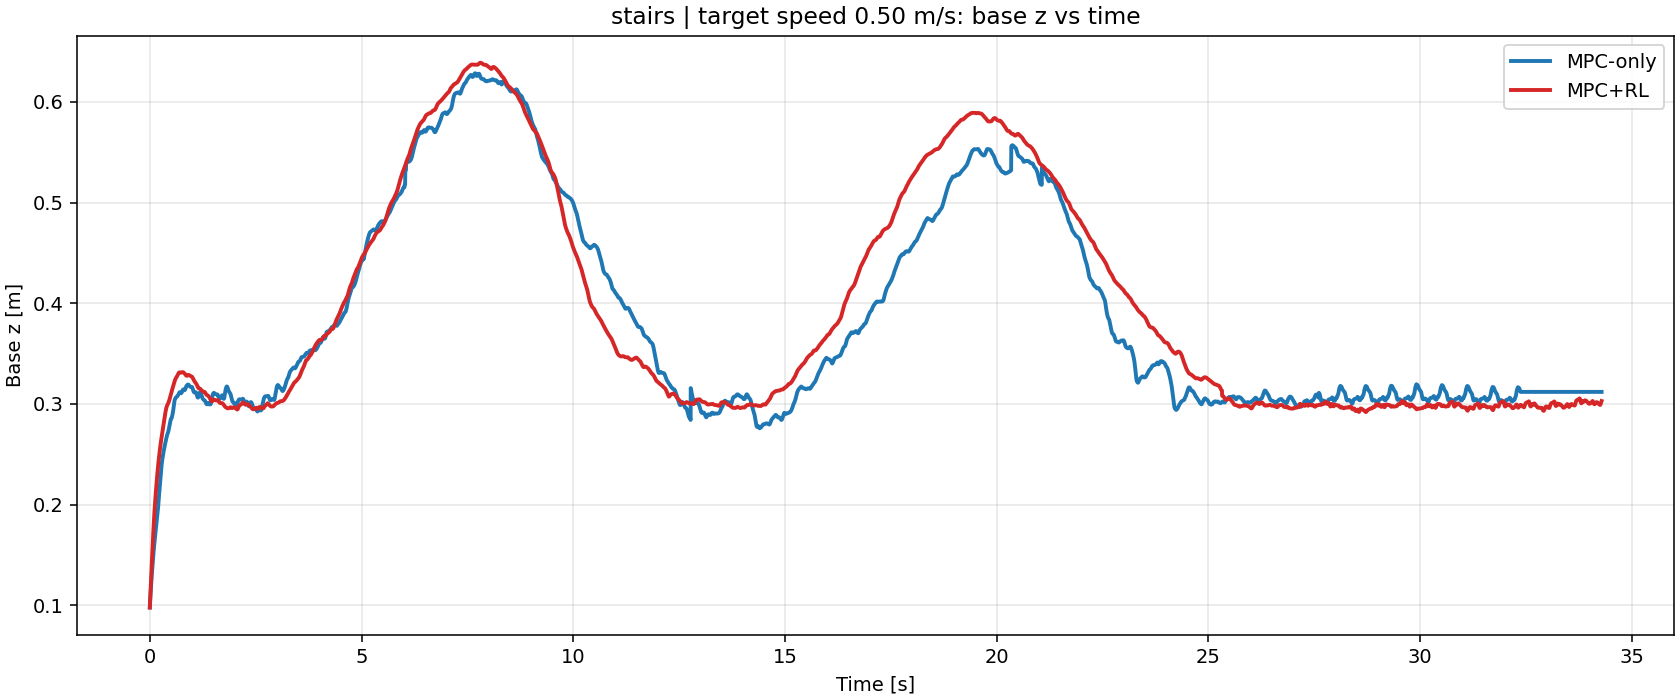 stairs | target speed 0.50 m/s: base z vs time
MPC-only
MPC+RL
Base z [m]
0.6
0.5
0.4
0.3
0.2
0.1
0 5 10 15 20 25 30 35
Time [s]